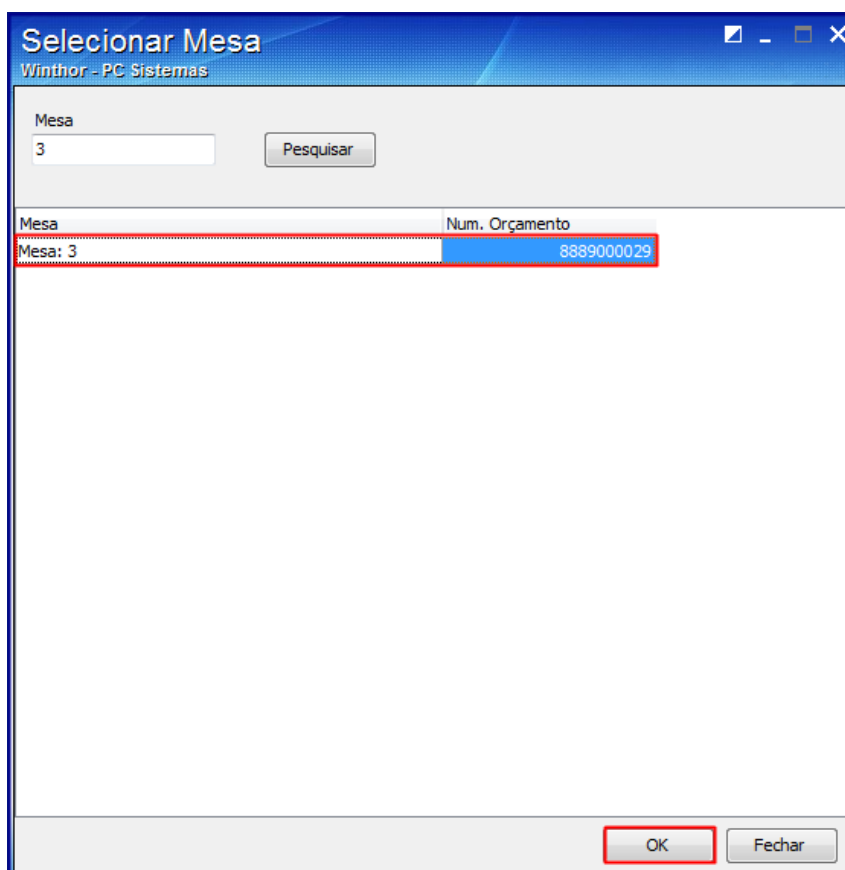 Selecionar Mesa
Winthor - PC Sistemas
Mesa
3
Pesquisar
Mesa Num. Orçamento
Mesa: 3 8889000029
OK Fechar